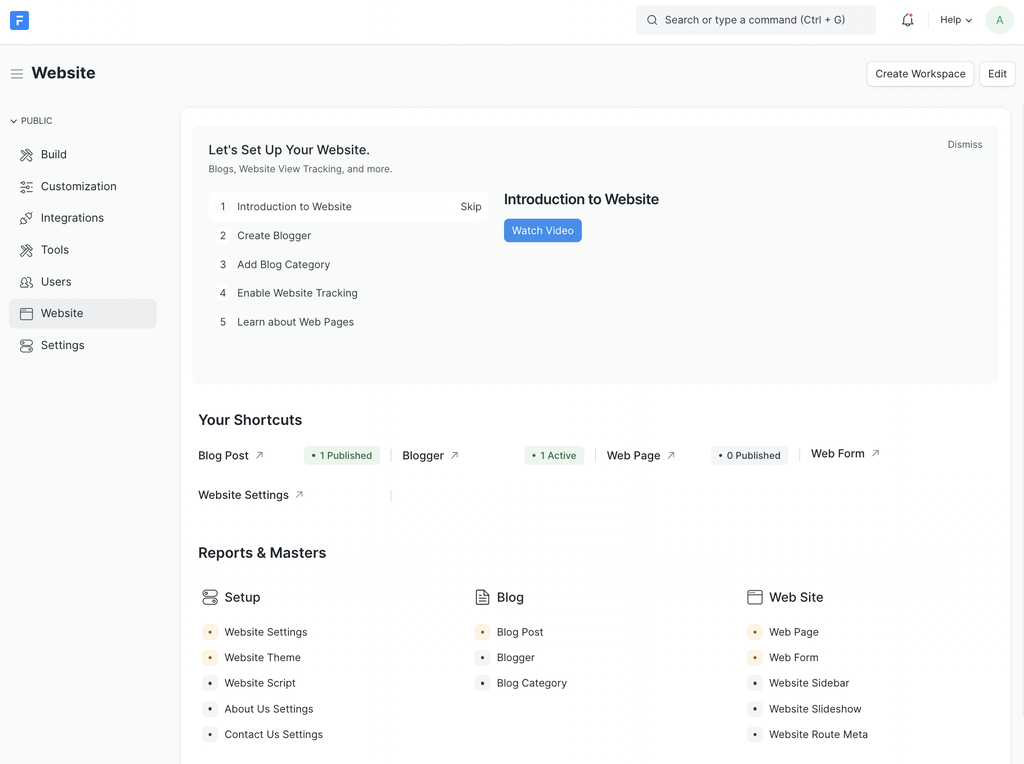 F
Search or type a command (Ctrl + G)
Help
A
Website
Create Workspace
Edit
PUBLIC
Build
Customization
Integrations
Tools
Users
Website
Settings
Let's Set Up Your Website.
Dismiss
Blogs, Website View Tracking, and more.
1 Introduction to Website Skip
2 Create Blogger
3 Add Blog Category
4 Enable Website Tracking
5 Learn about Web Pages
Introduction to Website
Watch Video
Your Shortcuts
Blog Post ↗ • 1 Published
Blogger ↗ • 1 Active
Web Page ↗ • 0 Published
Web Form ↗
Website Settings ↗
Reports & Masters
Setup
Website Settings
Website Theme
Website Script
About Us Settings
Contact Us Settings
Blog
Blog Post
Blogger
Blog Category
Web Site
Web Page
Web Form
Website Sidebar
Website Slideshow
Website Route Meta